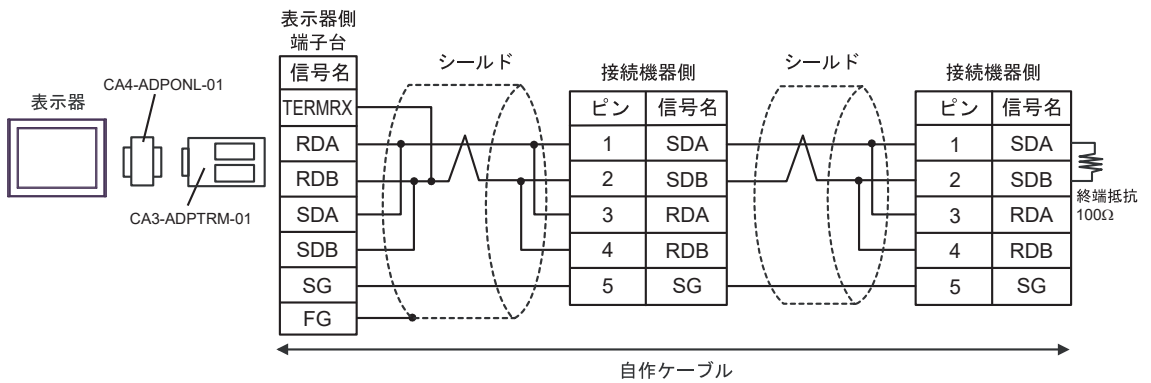 表示器
CA4-ADPONL-01
CA3-ADPTRM-01
表示器側
端子台
信号名
TERMRX
RDA
RDB
SDA
SDB
SG
FG
シールド
接続機器側
ピン 信号名
1 SDA
2 SDB
3 RDA
4 RDB
5 SG
シールド
接続機器側
ピン 信号名
1 SDA
2 SDB
3 RDA
4 RDB
5 SG
終端抵抗
100Ω
自作ケーブル